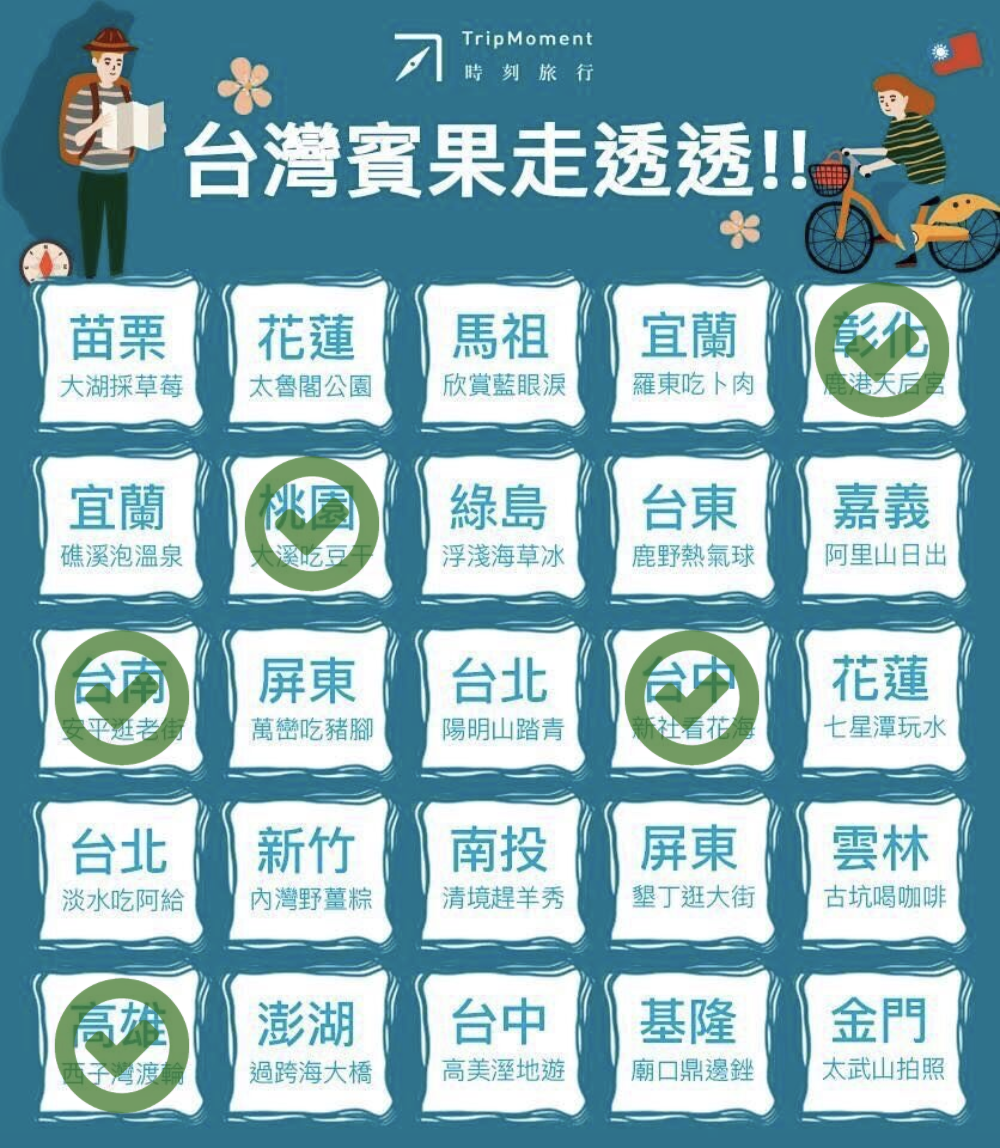 TripMoment
時刻旅行
台灣賓果走透透!!
苗栗
大湖採草莓
花蓮
太魯閣公園
馬祖
欣賞藍眼淚
宜蘭
羅東吃卜肉
彰化
鹿港天后宮
宜蘭
礁溪泡溫泉
桃園
大溪吃豆干
綠島
浮淺海草冰
台東
鹿野熱氣球
嘉義
阿里山日出
台南
安平逛老街
屏東
萬巒吃豬腳
台北
陽明山踏青
台中
新社看花海
花蓮
七星潭玩水
台北
淡水吃阿給
新竹
內灣野薑粽
南投
清境趕羊秀
屏東
墾丁逛大街
雲林
古坑喝咖啡
高雄
西子灣渡輪
澎湖
過跨海大橋
台中
高美溼地遊
基隆
廟口鼎邊銼
金門
太武山拍照